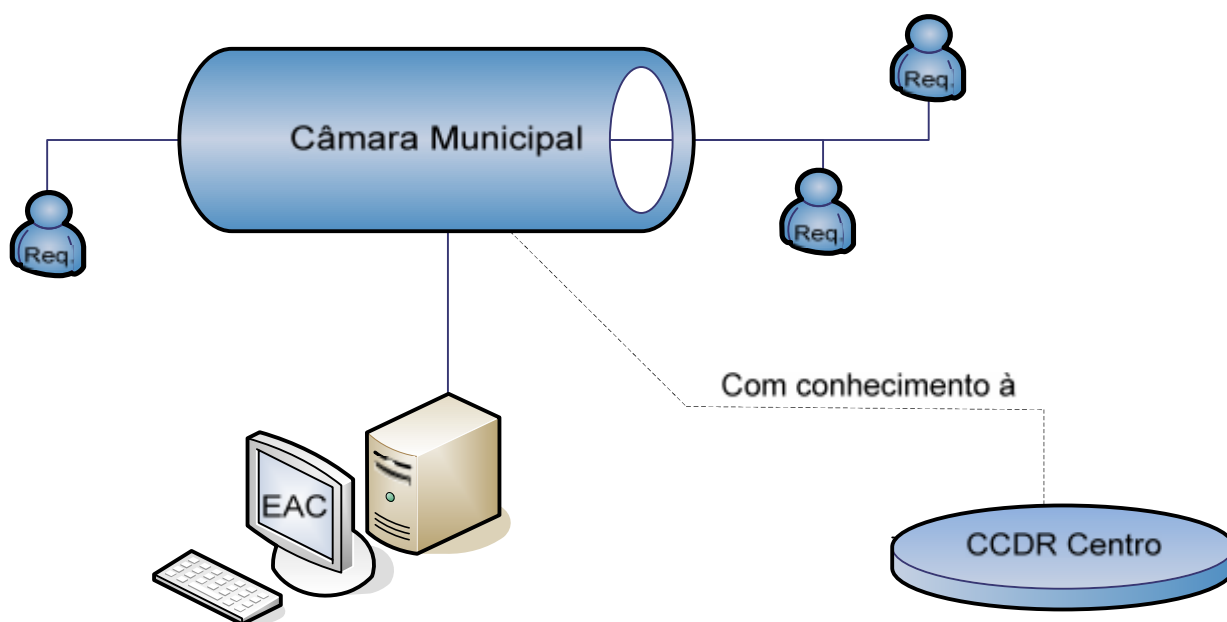 Req.
Câmara Municipal
Req.
Req.
Com conhecimento à
EAC
CCDR Centro